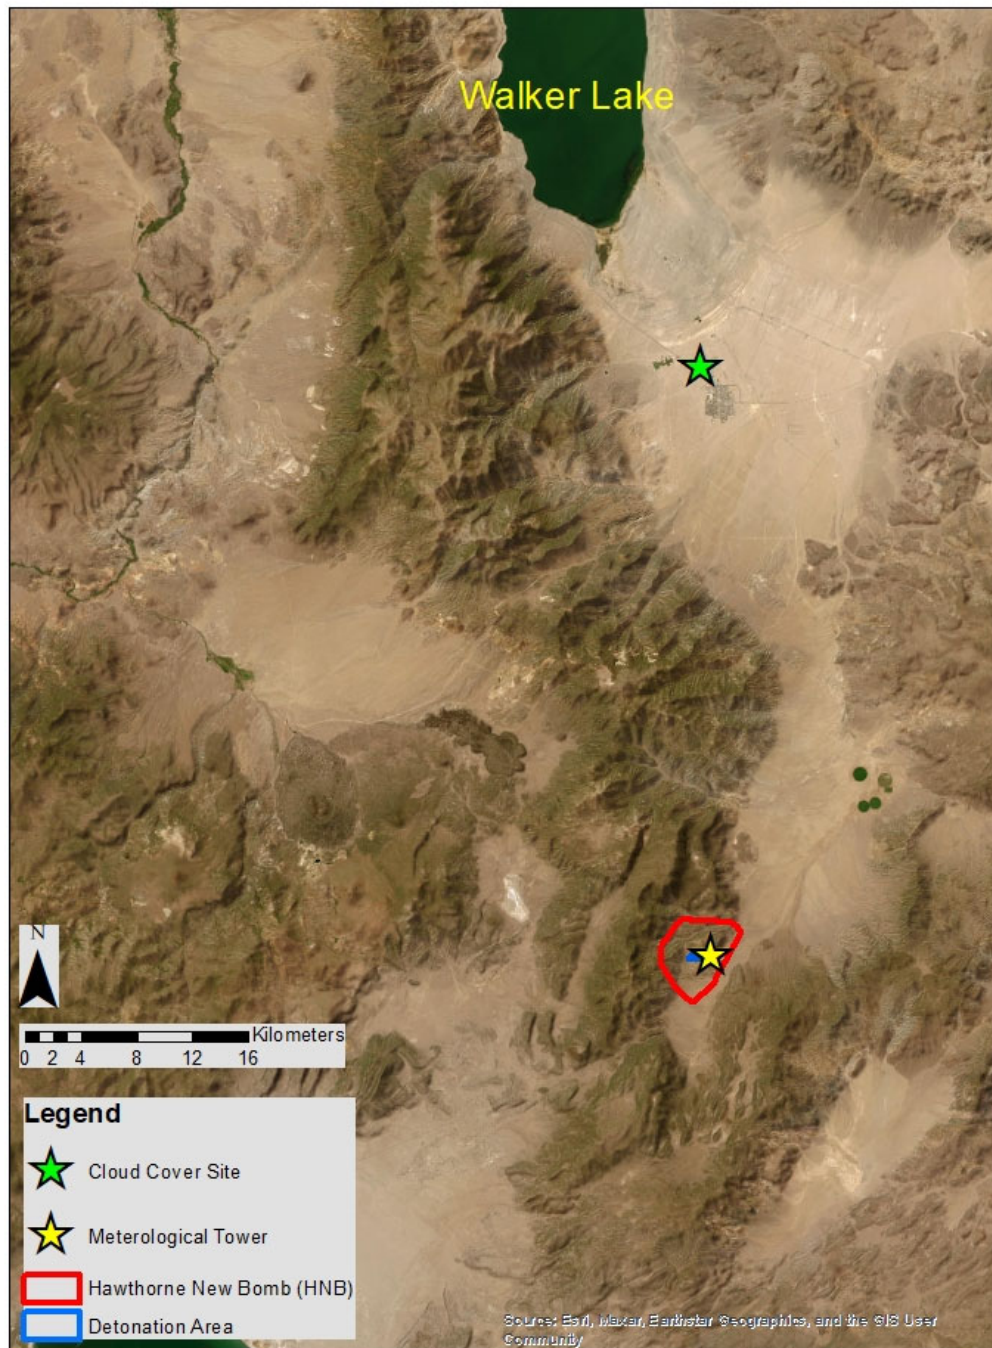 Walker Lake
N
Kilometers
0 2 4 8 12 16
Legend
Cloud Cover Site
Meterological Tower
Hawthorne New Bomb (HNB)
Detonation Area
Source: Esri, Maxar, Earthstar Geographics, and the GIS User
Community